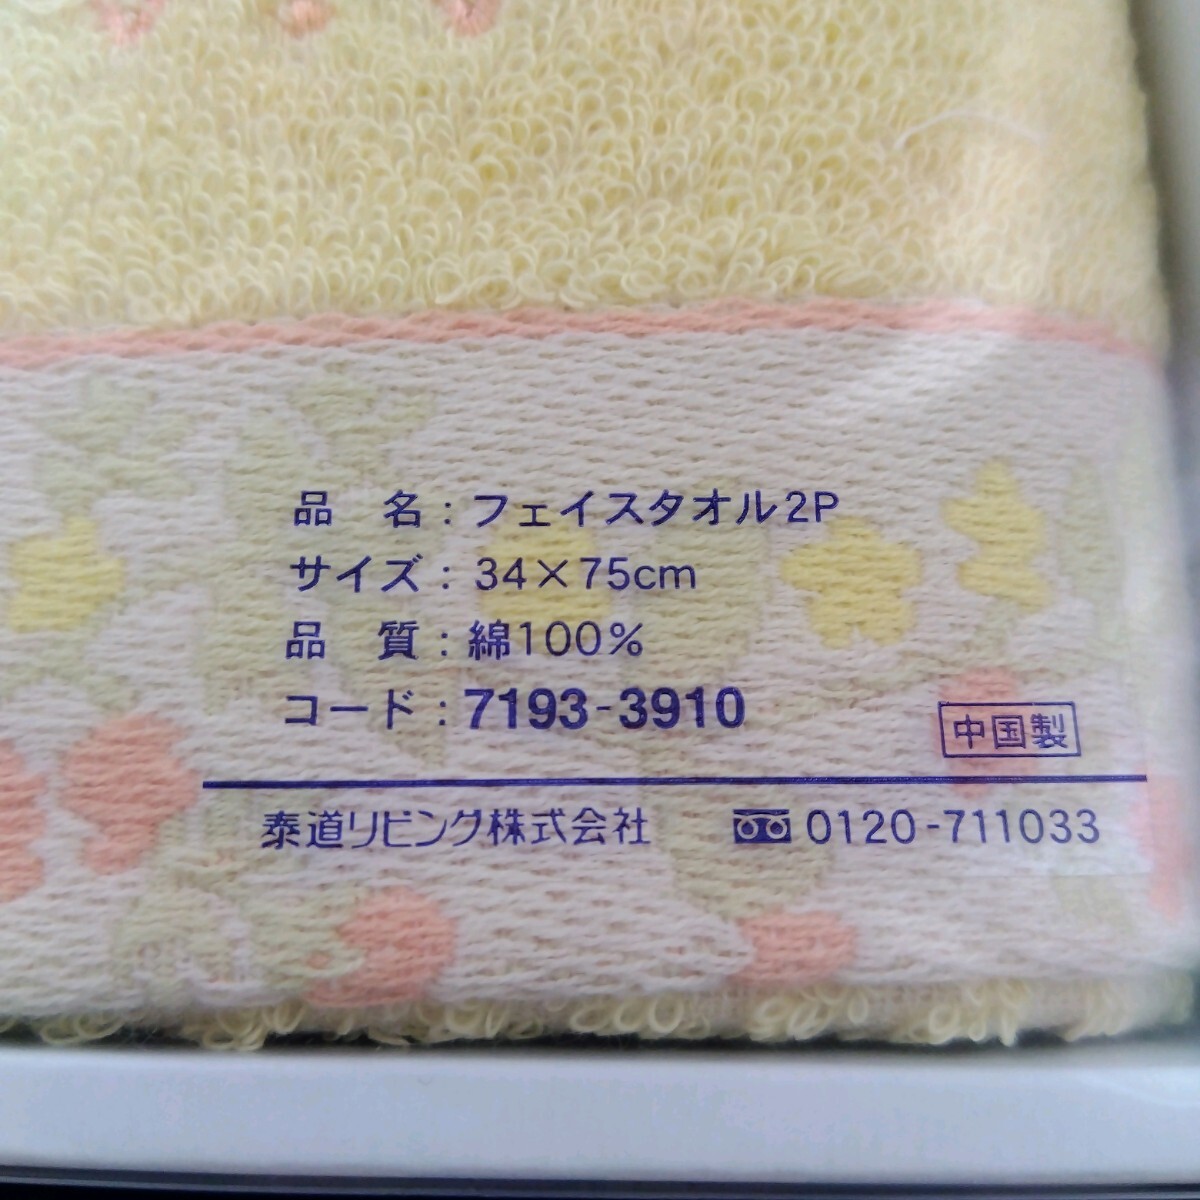 品　名：フェイスタオル2P
サイズ：34×75cm
品　質：綿100%
コード：7193-3910
中国製
泰道リビング株式会社　0120-711033